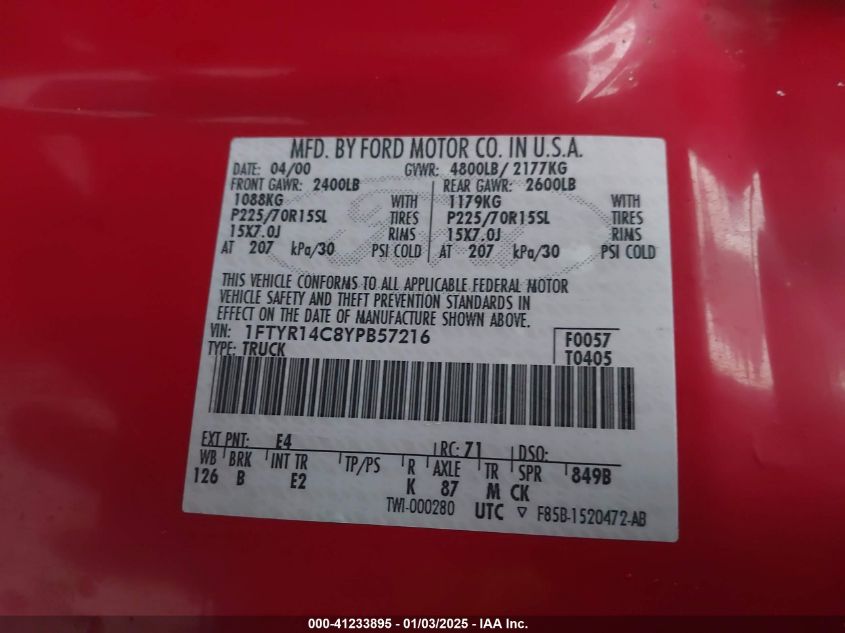 MFD. BY FORD MOTOR CO. IN U.S.A.
DATE: 04/00 GVWR: 4800LB/ 2177KG
FRONT GAWR: 2400LB REAR GAWR: 2600LB
1088KG WITH 1179KG WITH
P225/70R15SL TIRES P225/70R15SL TIRES
15X7.0J RIMS 15X7.0J RIMS
AT 207 kPa/30 PSI COLD AT 207 kPa/30 PSI COLD
THIS VEHICLE CONFORMS TO ALL APPLICABLE FEDERAL MOTOR
VEHICLE SAFETY AND THEFT PREVENTION STANDARDS IN
EFFECT ON THE DATE OF MANUFACTURE SHOWN ABOVE.
VIN: 1FTYR14C8YPB57216 F0057
TYPE: TRUCK T0405
EXT PNT: E4 RC: 71 DSO:
WB BRK INT TR TP/PS R AXLE TR SPR 849B
126 B E2 K 87 M CK
TWI-000280 UTC ▽ F85B-1520472-AB
000-41233895 - 01/03/2025 - IAA Inc.